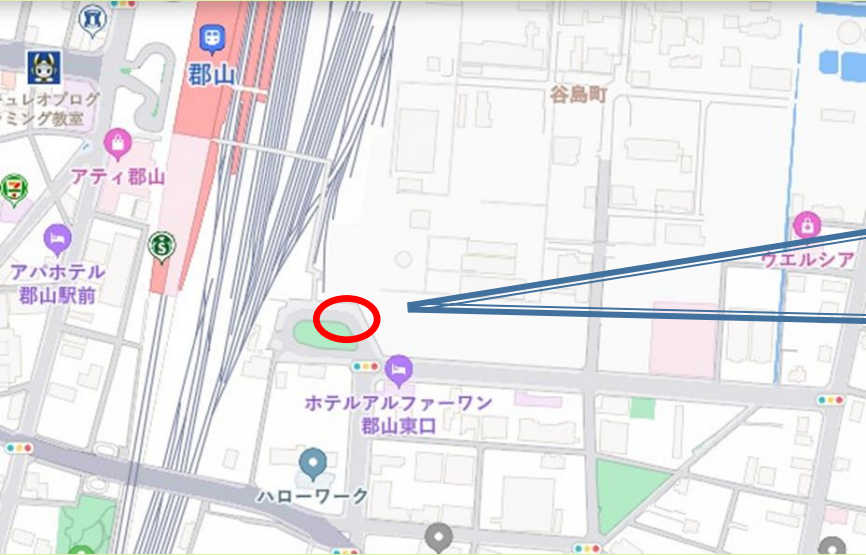 郡山
谷島町
チュレオプログ
ラミング教室
アティ郡山
アパホテル
郡山駅前
ウエルシア
ホテルアルファーワン
郡山東口
ハローワーク